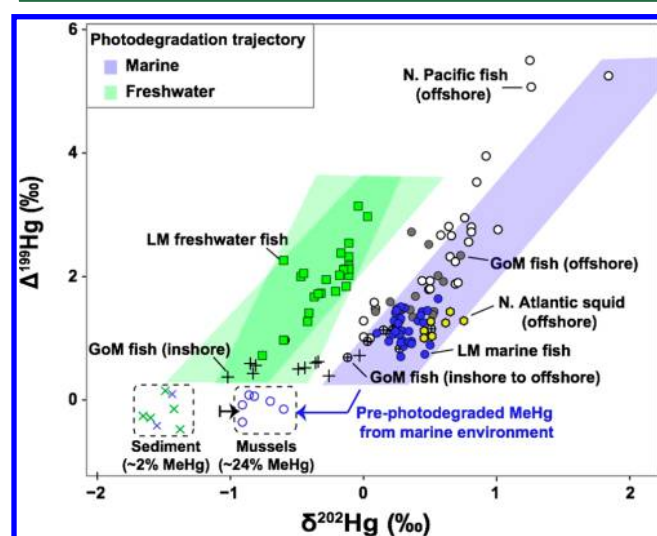 6
Photodegradation trajectory
Marine
Freshwater
N. Pacific fish
(offshore)
4
LM freshwater fish
GoM fish
(offshore)
Δ¹⁹⁹Hg (‰)
2
N. Atlantic squid
(offshore)
GoM fish (inshore)
LM marine fish
GoM fish (inshore to offshore)
0
Pre-photodegraded MeHg
from marine environment
Sediment
(~2% MeHg)
Mussels
(~24% MeHg)
−2
−1
0
1
2
δ²⁰²Hg (‰)